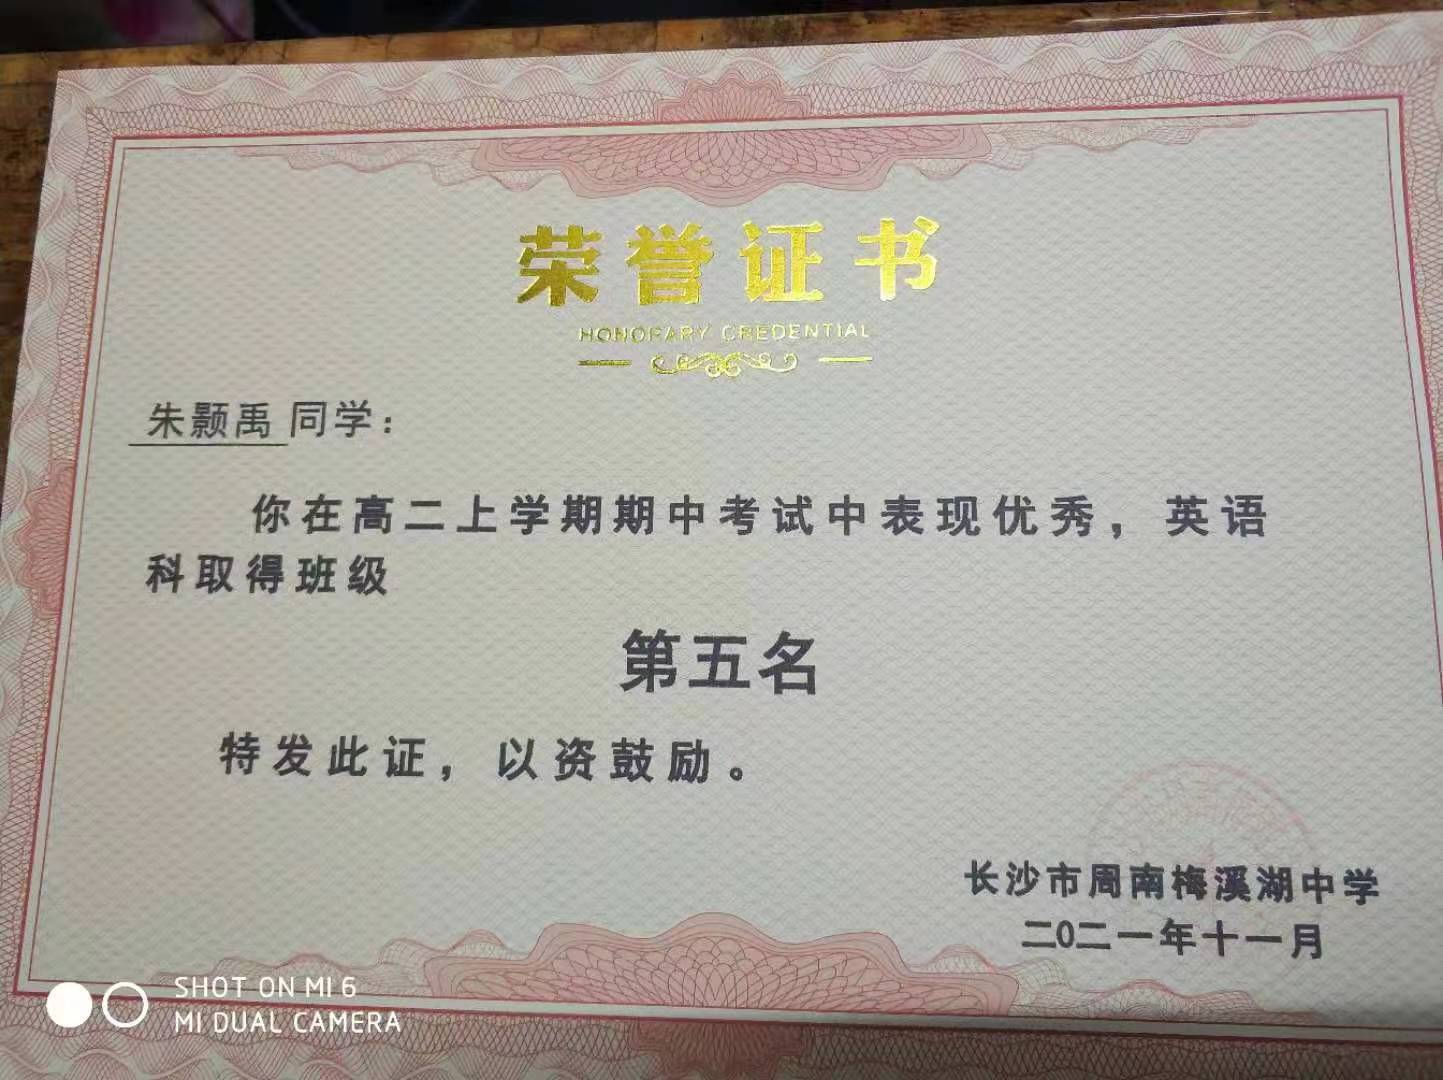 荣誉证书
HONORARY CREDENTIAL
朱颢禹 同学：
你在高二上学期期中考试中表现优秀，英语
科取得班级
第五名
特发此证，以资鼓励。
长沙市周南梅溪湖中学
二〇二一年十一月
SHOT ON MI 6
MI DUAL CAMERA